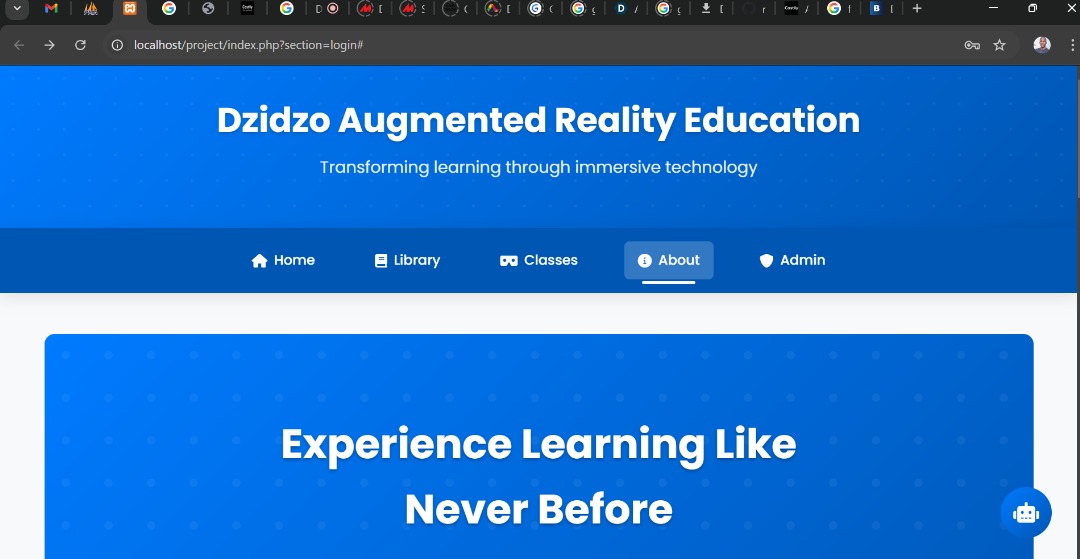 localhost/project/index.php?section=login#
Dzidzo Augmented Reality Education
Transforming learning through immersive technology
Home Library Classes About Admin
Experience Learning Like
Never Before